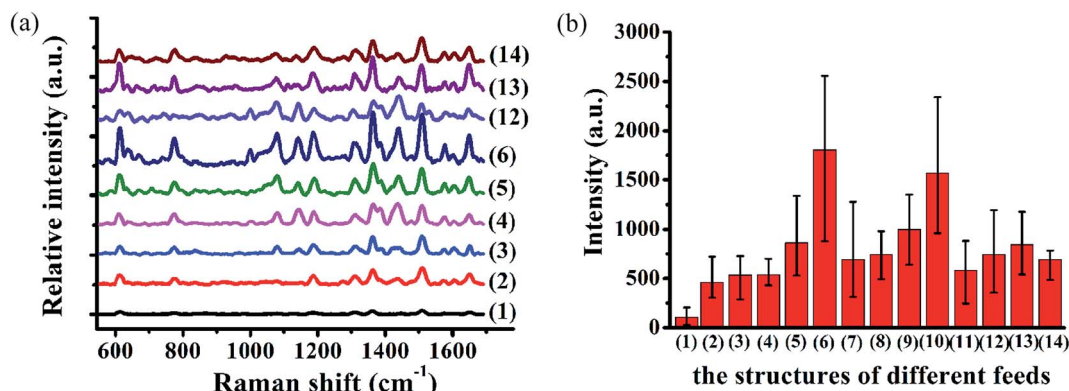 (a)
Relative intensity (a.u.)
(14)
(13)
(12)
(6)
(5)
(4)
(3)
(2)
(1)
600 800 1000 1200 1400 1600
Raman shift (cm⁻¹)
(b)
Intensity (a.u.)
3000
2500
2000
1500
1000
500
0
(1) (2) (3) (4) (5) (6) (7) (8) (9) (10) (11) (12) (13) (14)
the structures of different feeds